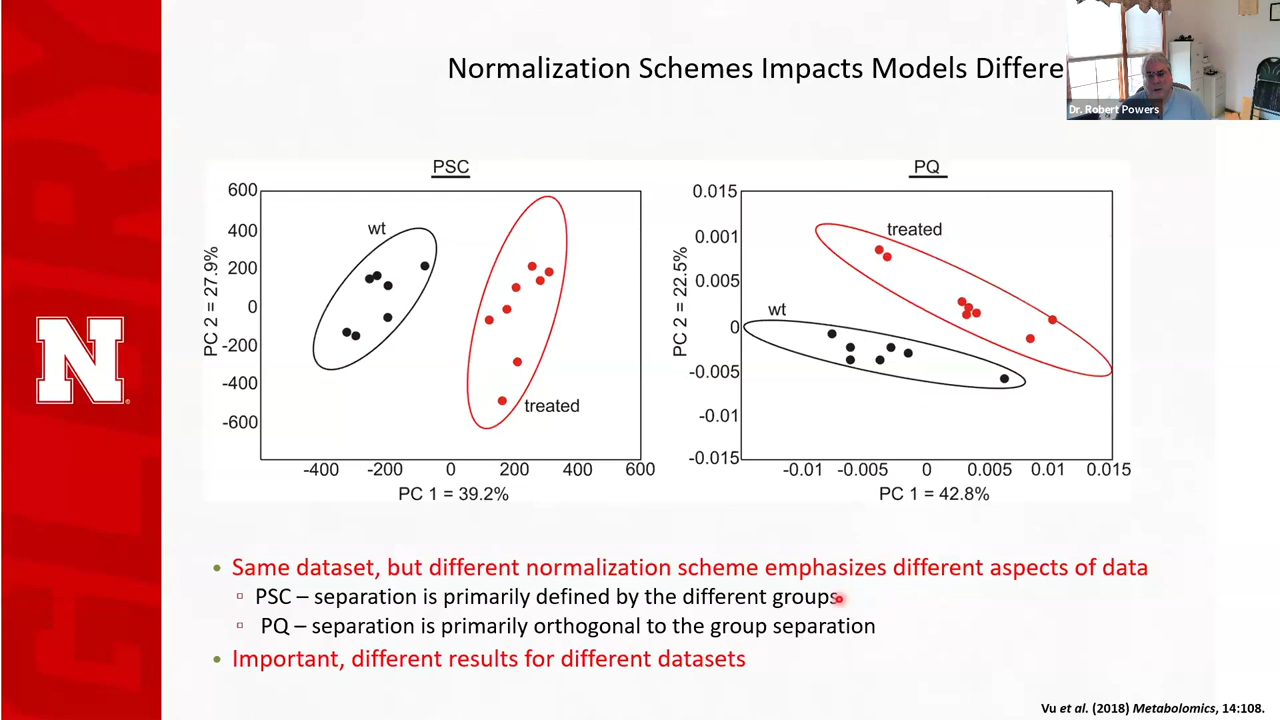 Normalization Schemes Impacts Models Differe
Dr. Robert Powers
PSC
600
400
200
0
-200
-400
-600
PC 2 = 27.9%
wt
treated
-400 -200 0 200 400 600
PC 1 = 39.2%
PQ
0.015
0.001
0.005
0
-0.005
-0.01
-0.015
PC 2 = 22.5%
treated
wt
-0.01 -0.005 0 0.005 0.01 0.015
PC 1 = 42.8%
N
• Same dataset, but different normalization scheme emphasizes different aspects of data
PSC – separation is primarily defined by the different groups
PQ – separation is primarily orthogonal to the group separation
• Important, different results for different datasets
Vu et al. (2018) Metabolomics, 14:108.